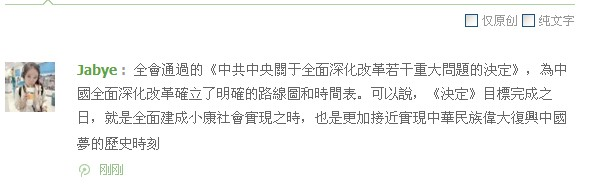 仅原创 纯文字
Jabye：全會通過的《中共中央關于全面深化改革若干重大問題的決定》，為中
國全面深化改革確立了明確的路線圖和時間表。可以說，《決定》目標完成之
日，就是全面建成小康社會實現之時，也是更加接近實現中華民族偉大復興中國
夢的歷史時刻
刚刚